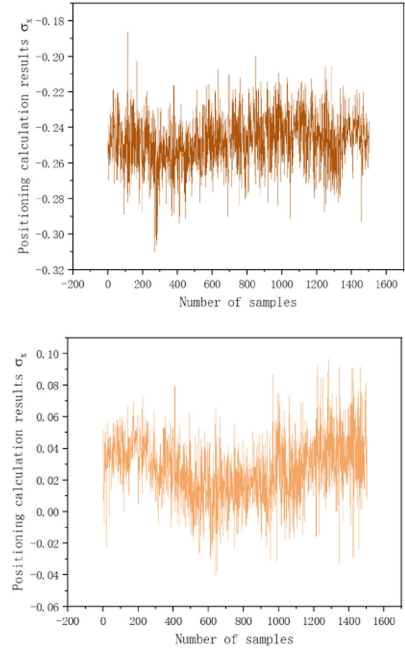 Positioning calculation results σx
-0.18
-0.20
-0.22
-0.24
-0.26
-0.28
-0.30
-0.32
-200 0 200 400 600 800 1000 1200 1400 1600
Number of samples
Positioning calculation results σx
0.10
0.08
0.06
0.04
0.02
0.00
-0.02
-0.04
-0.06
-200 0 200 400 600 800 1000 1200 1400 1600
Number of samples